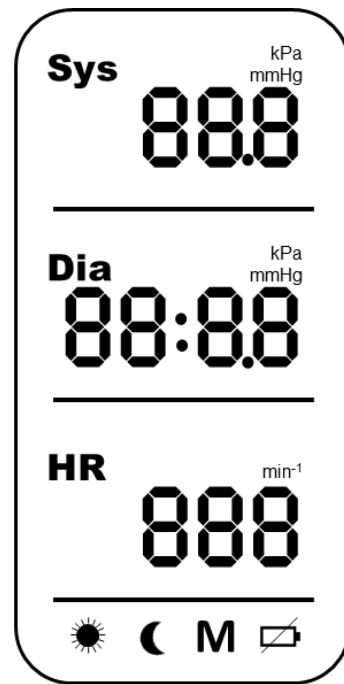 Sys kPa
mmHg
88.8
Dia kPa
mmHg
88:8.8
HR min-1
888
M